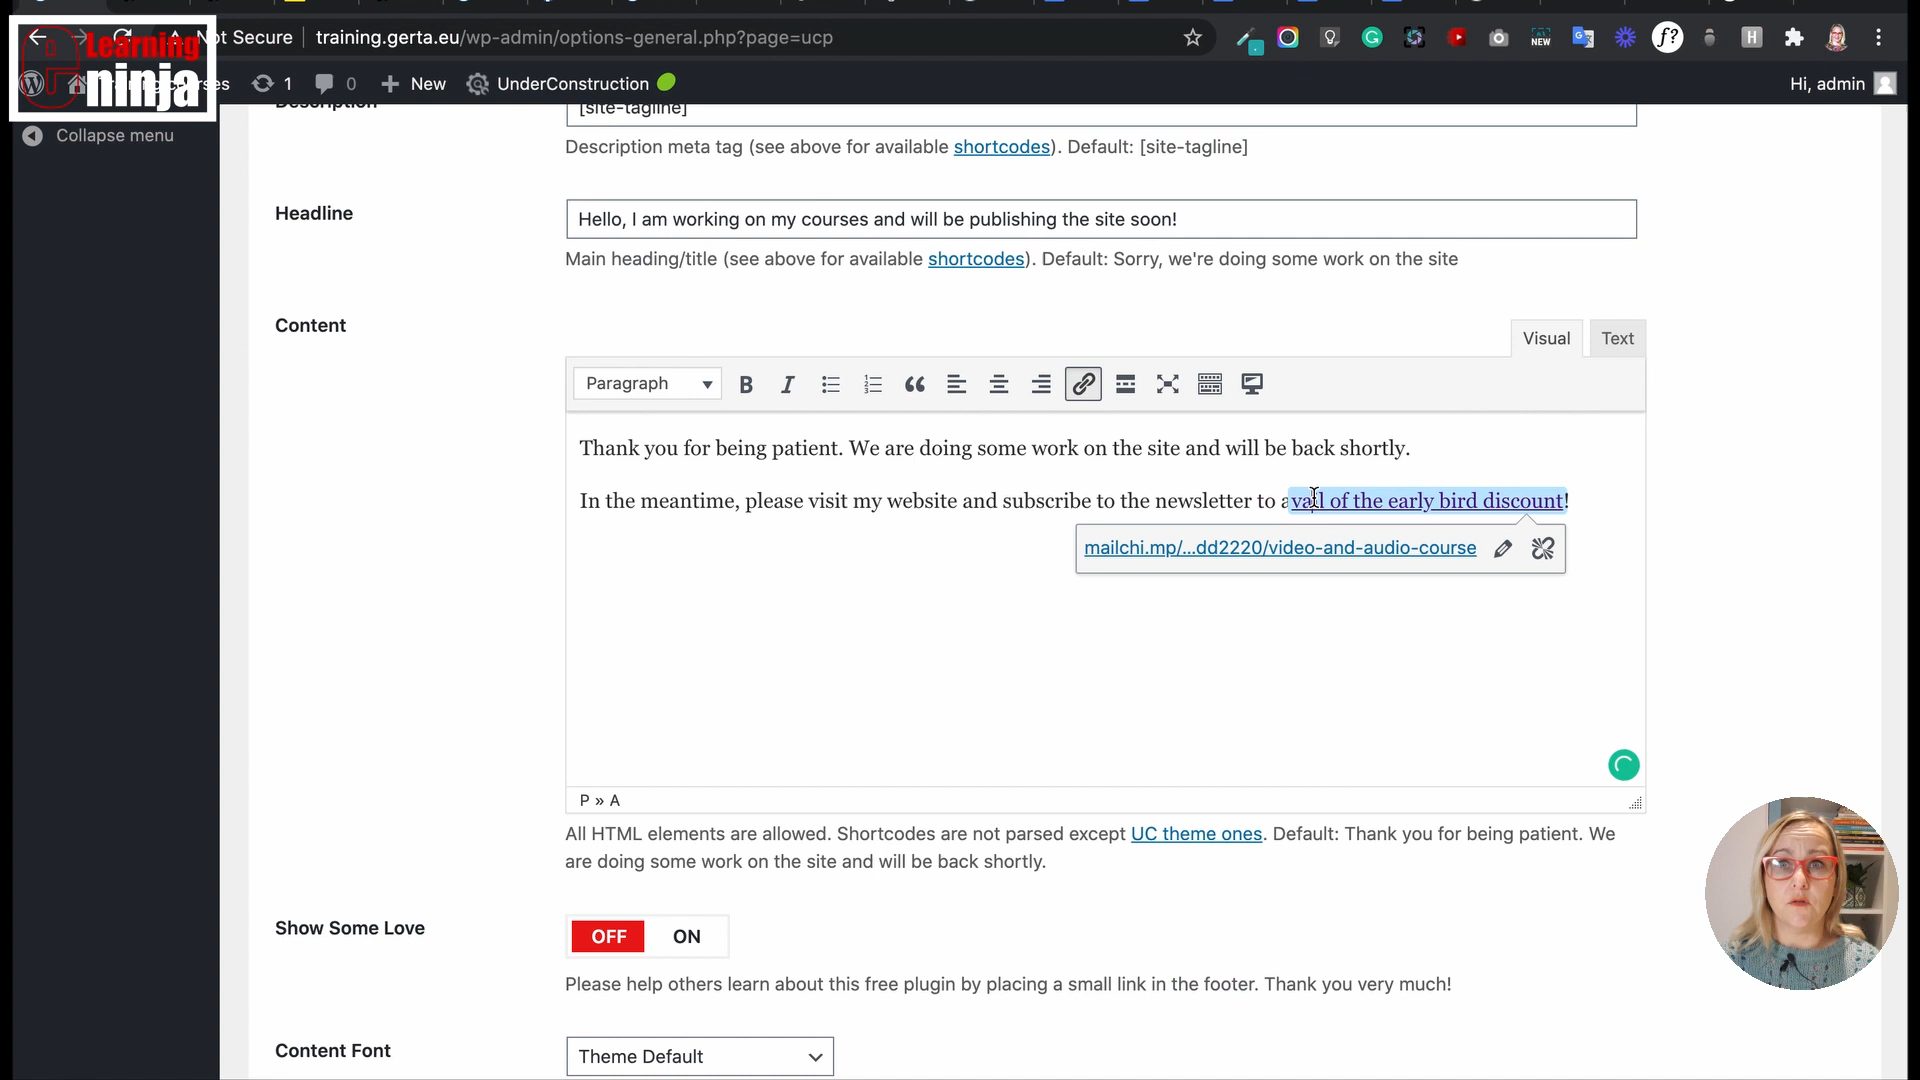 Not Secure training.gerta.eu/wp-admin/options-general.php?page=ucp
Learning
ninja
1 0 New UnderConstruction Hi, admin
Collapse menu
Description [site-tagline]
Description meta tag (see above for available shortcodes). Default: [site-tagline]
Headline Hello, I am working on my courses and will be publishing the site soon!
Main heading/title (see above for available shortcodes). Default: Sorry, we're doing some work on the site
Content
Visual Text
Paragraph
Thank you for being patient. We are doing some work on the site and will be back shortly.
In the meantime, please visit my website and subscribe to the newsletter to avail of the early bird discount!
mailchi.mp/...dd2220/video-and-audio-course
P » A
All HTML elements are allowed. Shortcodes are not parsed except UC theme ones. Default: Thank you for being patient. We
are doing some work on the site and will be back shortly.
Show Some Love OFF ON
Please help others learn about this free plugin by placing a small link in the footer. Thank you very much!
Content Font Theme Default